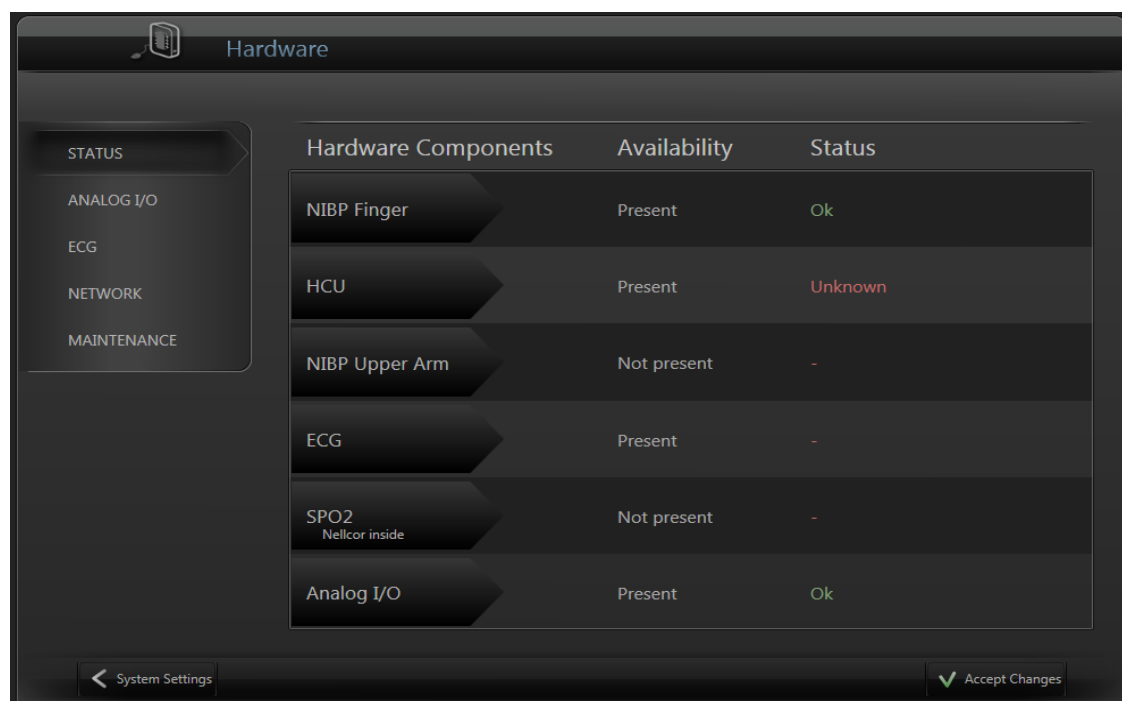 Hardware
STATUS
ANALOG I/O
ECG
NETWORK
MAINTENANCE
Hardware Components Availability Status
NIBP Finger Present Ok
HCU Present Unknown
NIBP Upper Arm Not present -
ECG Present -
SPO2 Not present -
Nellcor inside
Analog I/O Present Ok
System Settings Accept Changes